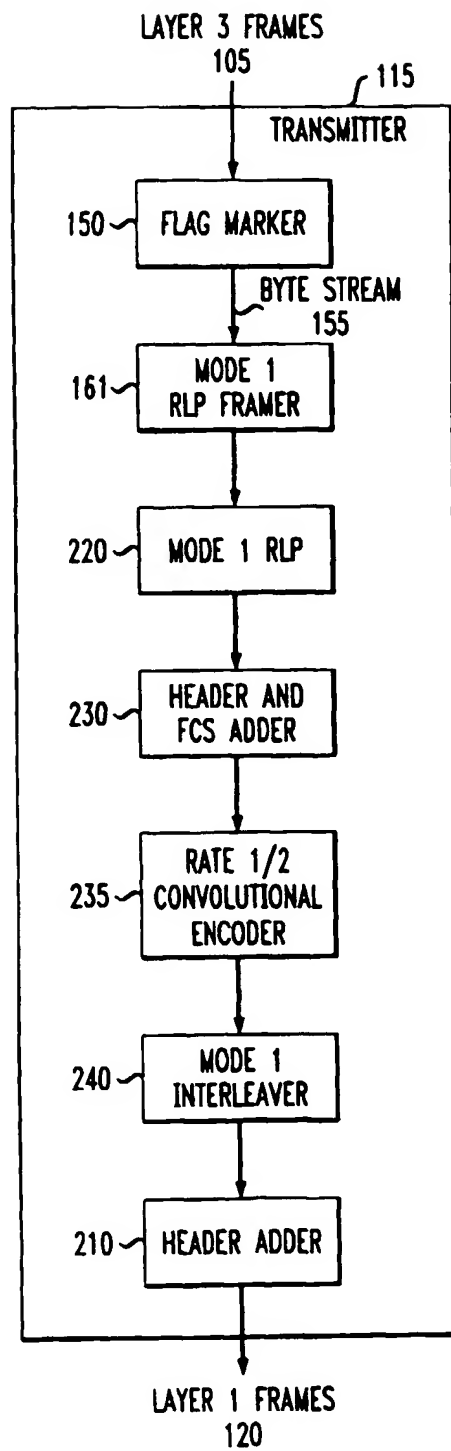 LAYER 3 FRAMES
105
115
TRANSMITTER
150
FLAG MARKER
BYTE STREAM
155
161
MODE 1
RLP FRAMER
220
MODE 1 RLP
230
HEADER AND
FCS ADDER
235
RATE 1/2
CONVOLUTIONAL
ENCODER
240
MODE 1
INTERLEAVER
210
HEADER ADDER
LAYER 1 FRAMES
120